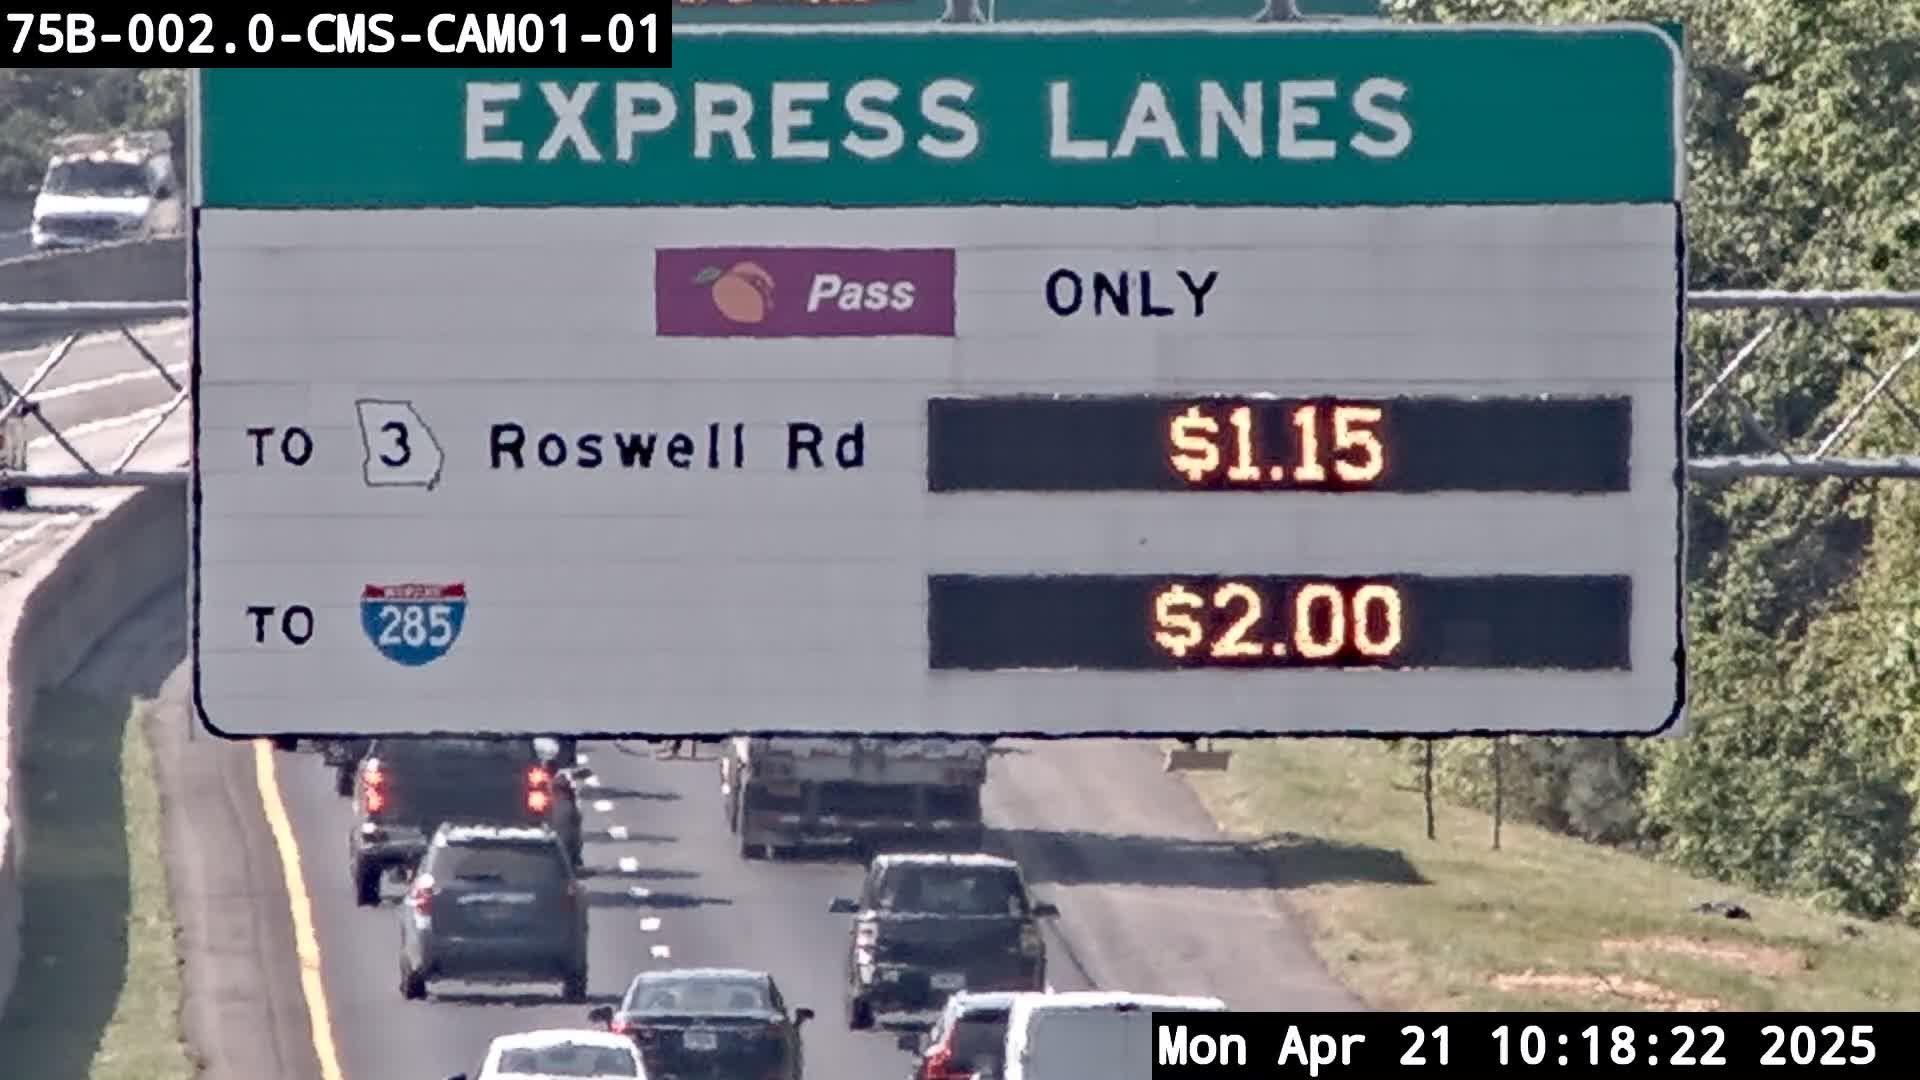 75B-002.0-CMS-CAM01-01
EXPRESS LANES
Pass ONLY
TO 3 Roswell Rd $1.15
TO 285 $2.00
Mon Apr 21 10:18:22 2025